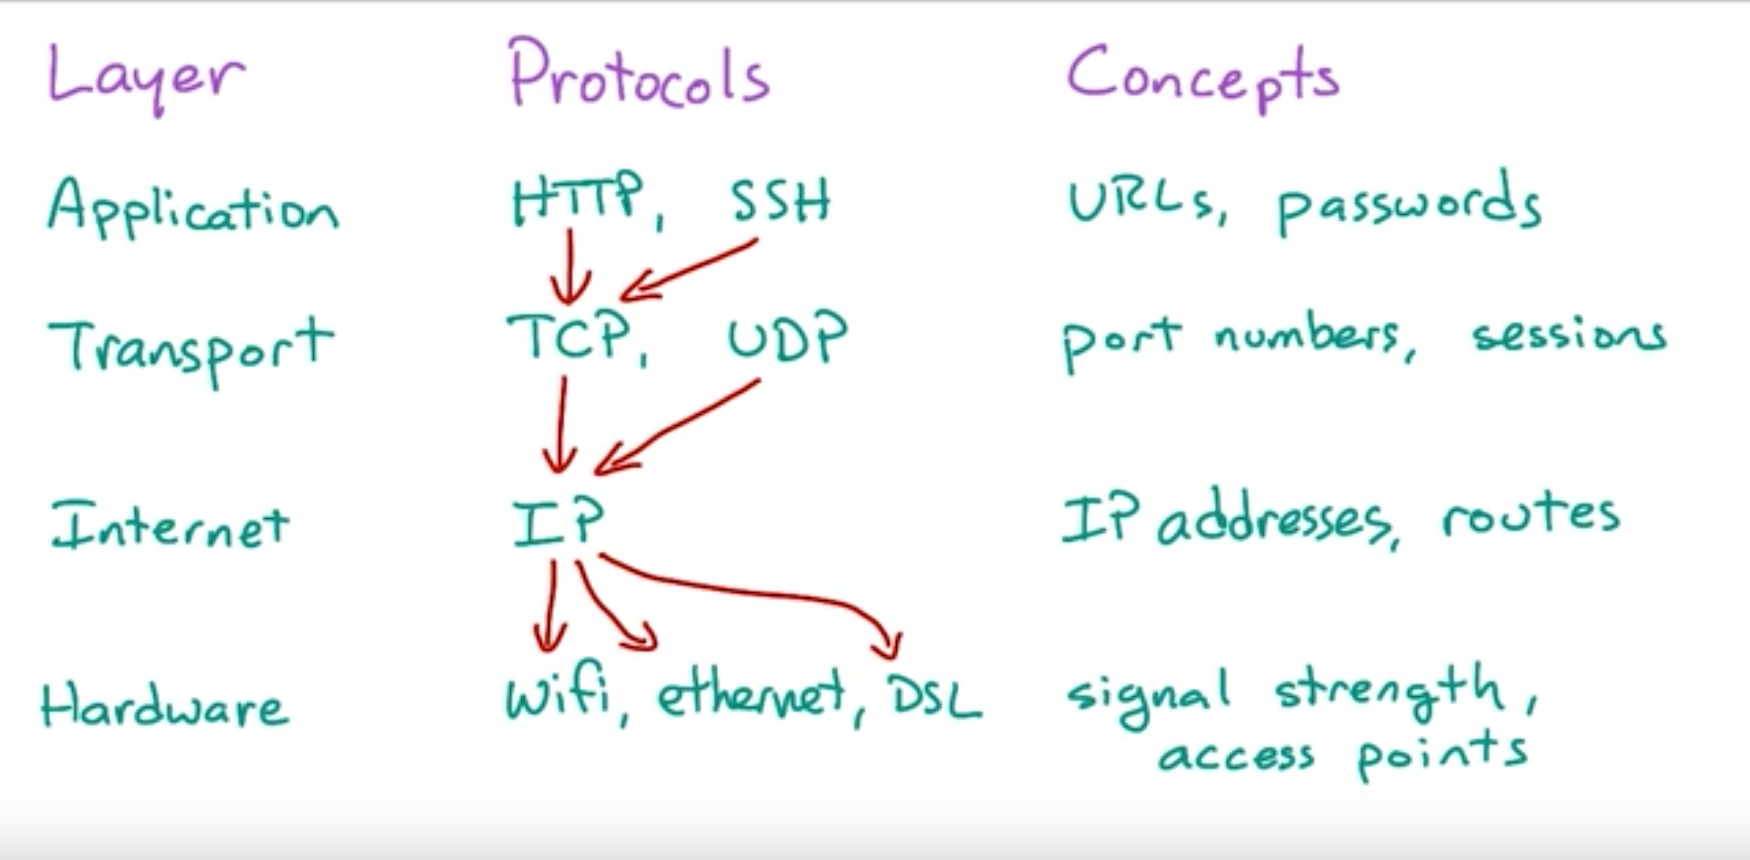 Layer Protocols Concepts
Application HTTP, SSH URLs, passwords
Transport TCP, UDP port numbers, sessions
Internet IP IP addresses, routes
Hardware Wifi, ethernet, DSL signal strength,
access points